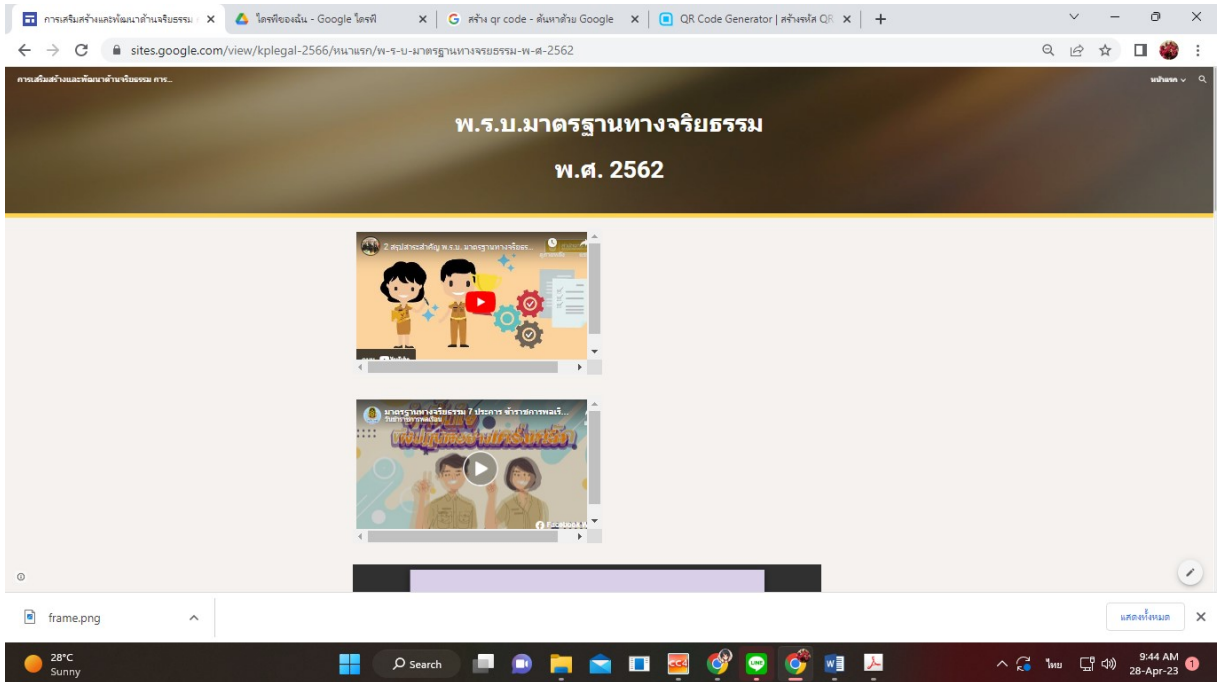 การเสริมสร้างและพัฒนาด้านจริยธรรม
ไดรฟ์ของฉัน - Google ไดรฟ์
สร้าง qr code - ค้นหาด้วย Google
QR Code Generator | สร้างรหัส QR
sites.google.com/view/kplegal-2566/หน้าแรก/พ-ร-บ-มาตรฐานทางจรยธรรม-พ-ศ-2562
การเสริมสร้างและพัฒนาด้านจริยธรรม การ...
หน้าแรก
พ.ร.บ.มาตรฐานทางจริยธรรม
พ.ศ. 2562
2 สรุปสาระสำคัญ พ.ร.บ. มาตรฐานทางจริยธร...
มาตรฐานทางจริยธรรม 7 ประการ ข้าราชการพลเรื...
วันข้าราชการพลเรือน
frame.png
แสดงทั้งหมด
28°C
Sunny
Search
ไทย
9:44 AM
28-Apr-23
1